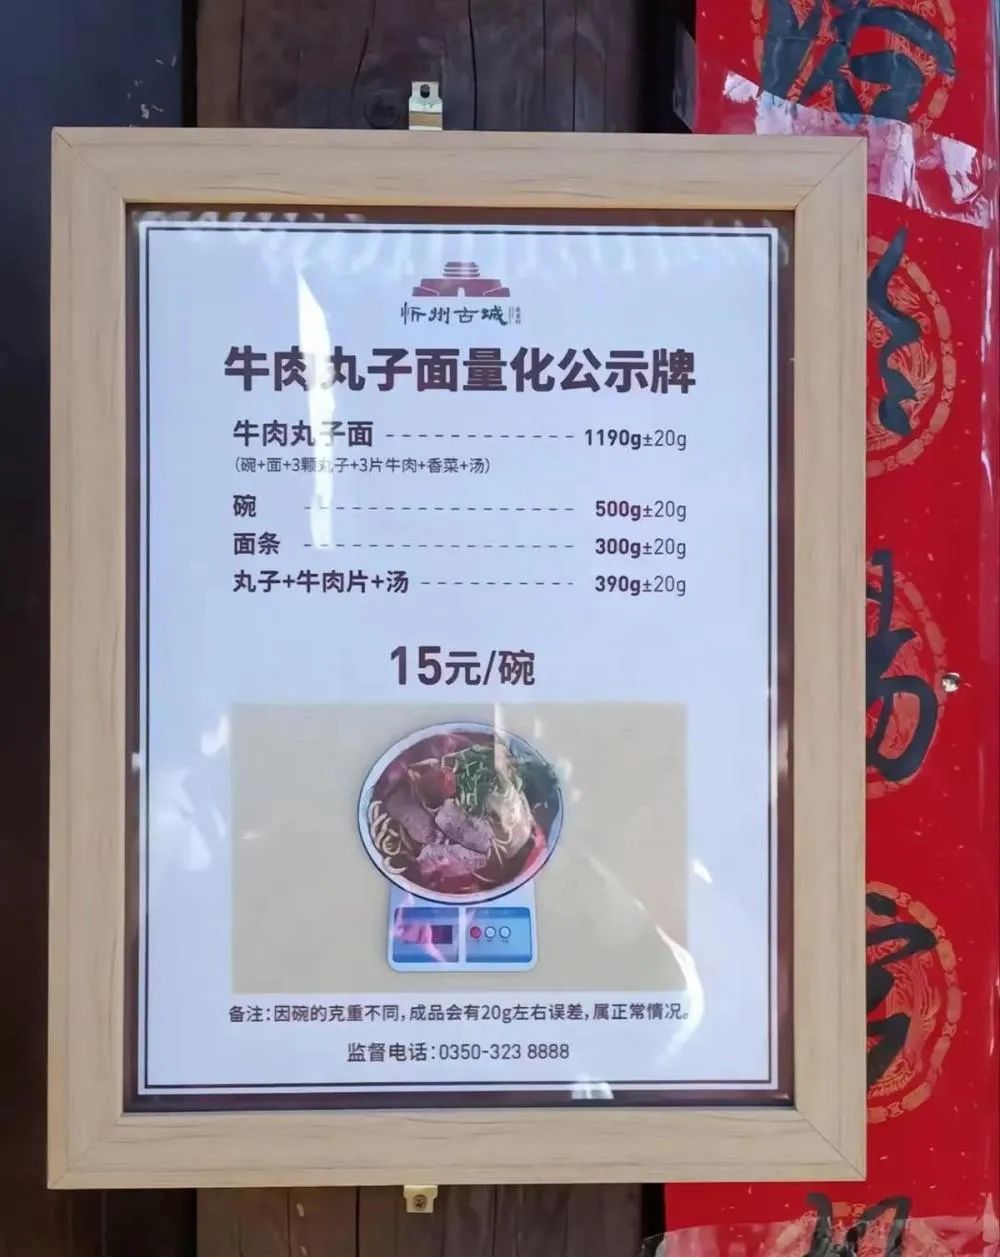 忻州古城
牛肉丸子面量化公示牌
牛肉丸子面 ------------ 1190g±20g
(碗+面+3颗丸子+3片牛肉+香菜+汤)
碗 ---------------- 500g±20g
面条 ---------------- 300g±20g
丸子+牛肉片+汤 ---------- 390g±20g
15元/碗
备注:因碗的克重不同,成品会有20g左右误差,属正常情况。
监督电话:0350-323 8888